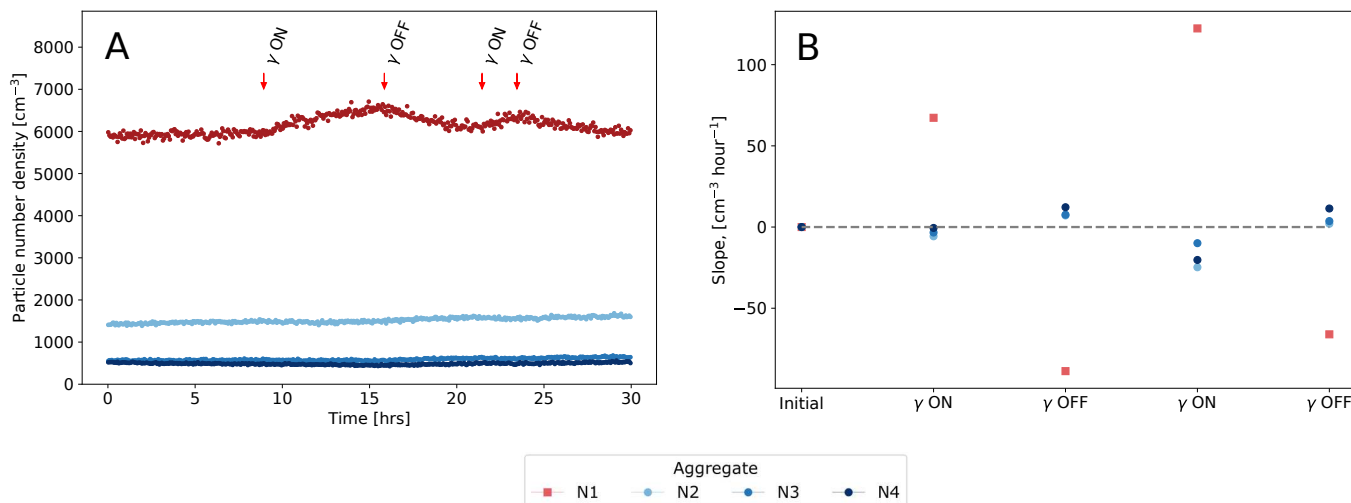 A
γ ON
γ OFF
γ ON
γ OFF
Particle number density [cm⁻³]
8000
7000
6000
5000
4000
3000
2000
1000
0
0 5 10 15 20 25 30
Time [hrs]
B
Slope, [cm⁻³ hour⁻¹]
100
50
0
−50
Initial γ ON γ OFF γ ON γ OFF
Aggregate
N1 N2 N3 N4